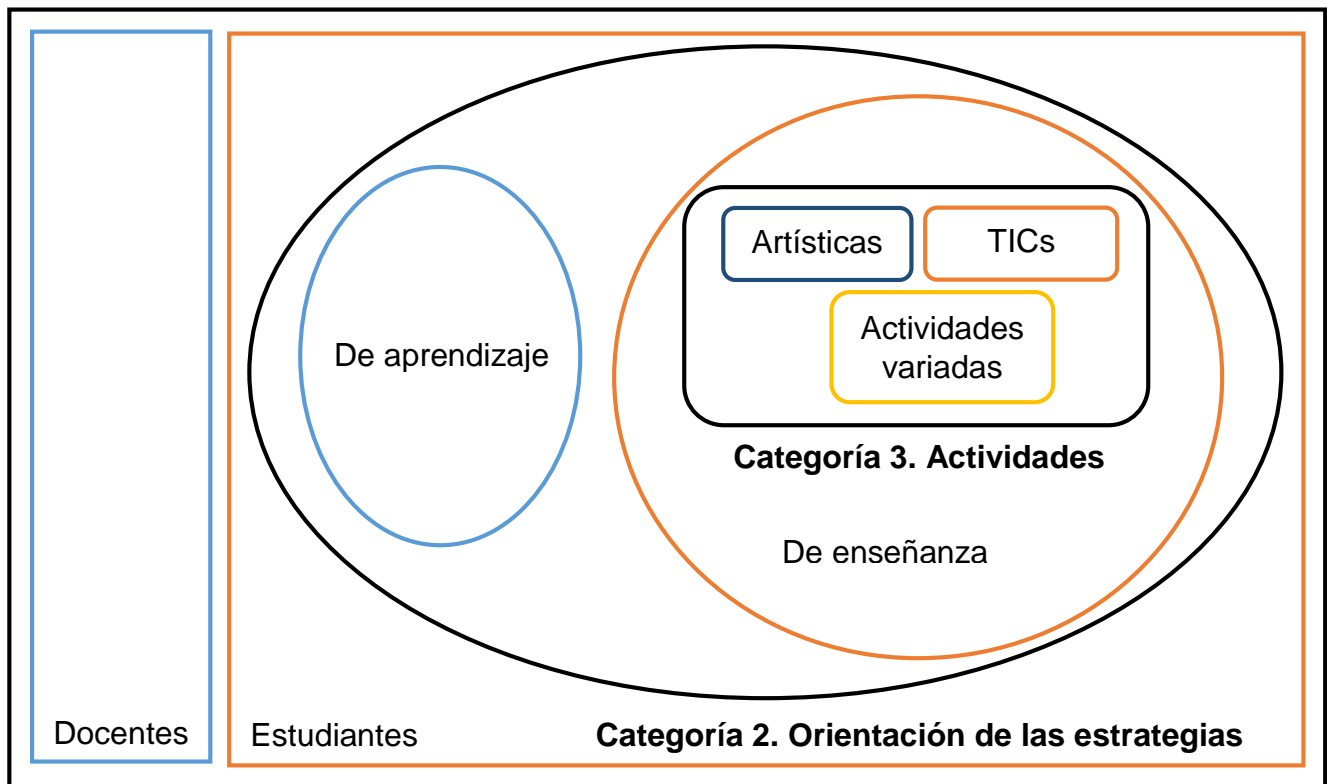 Artísticas
TICs
Actividades
variadas
De aprendizaje
Categoría 3. Actividades
De enseñanza
Docentes
Estudiantes
Categoría 2. Orientación de las estrategias